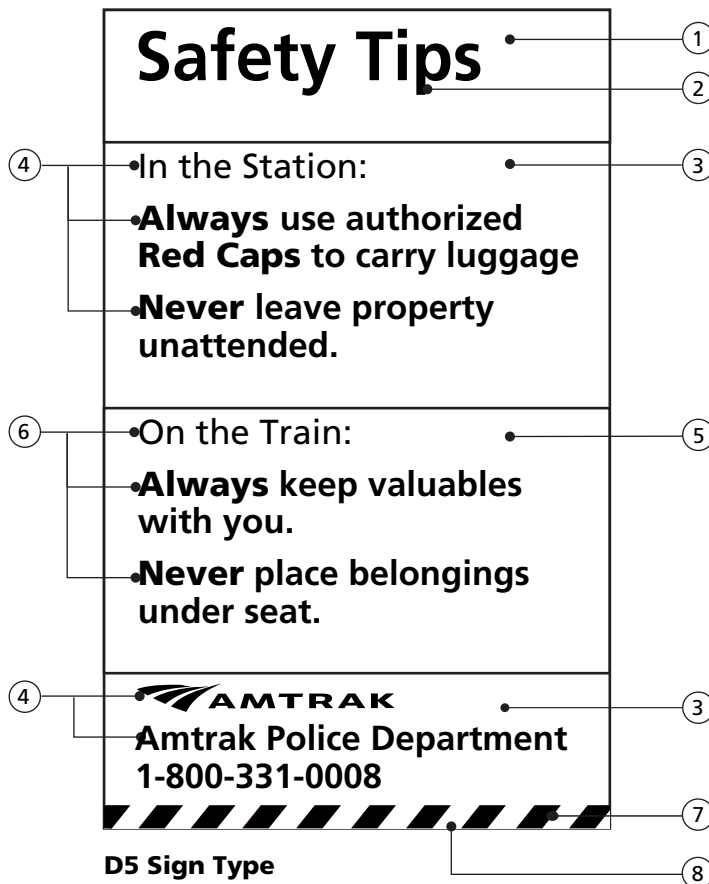 Safety Tips
1
2
4
In the Station:
3
Always use authorized
Red Caps to carry luggage
Never leave property
unattended.
6
On the Train:
5
Always keep valuables
with you.
Never place belongings
under seat.
4
AMTRAK
3
Amtrak Police Department
1-800-331-0008
7
D5 Sign Type
8